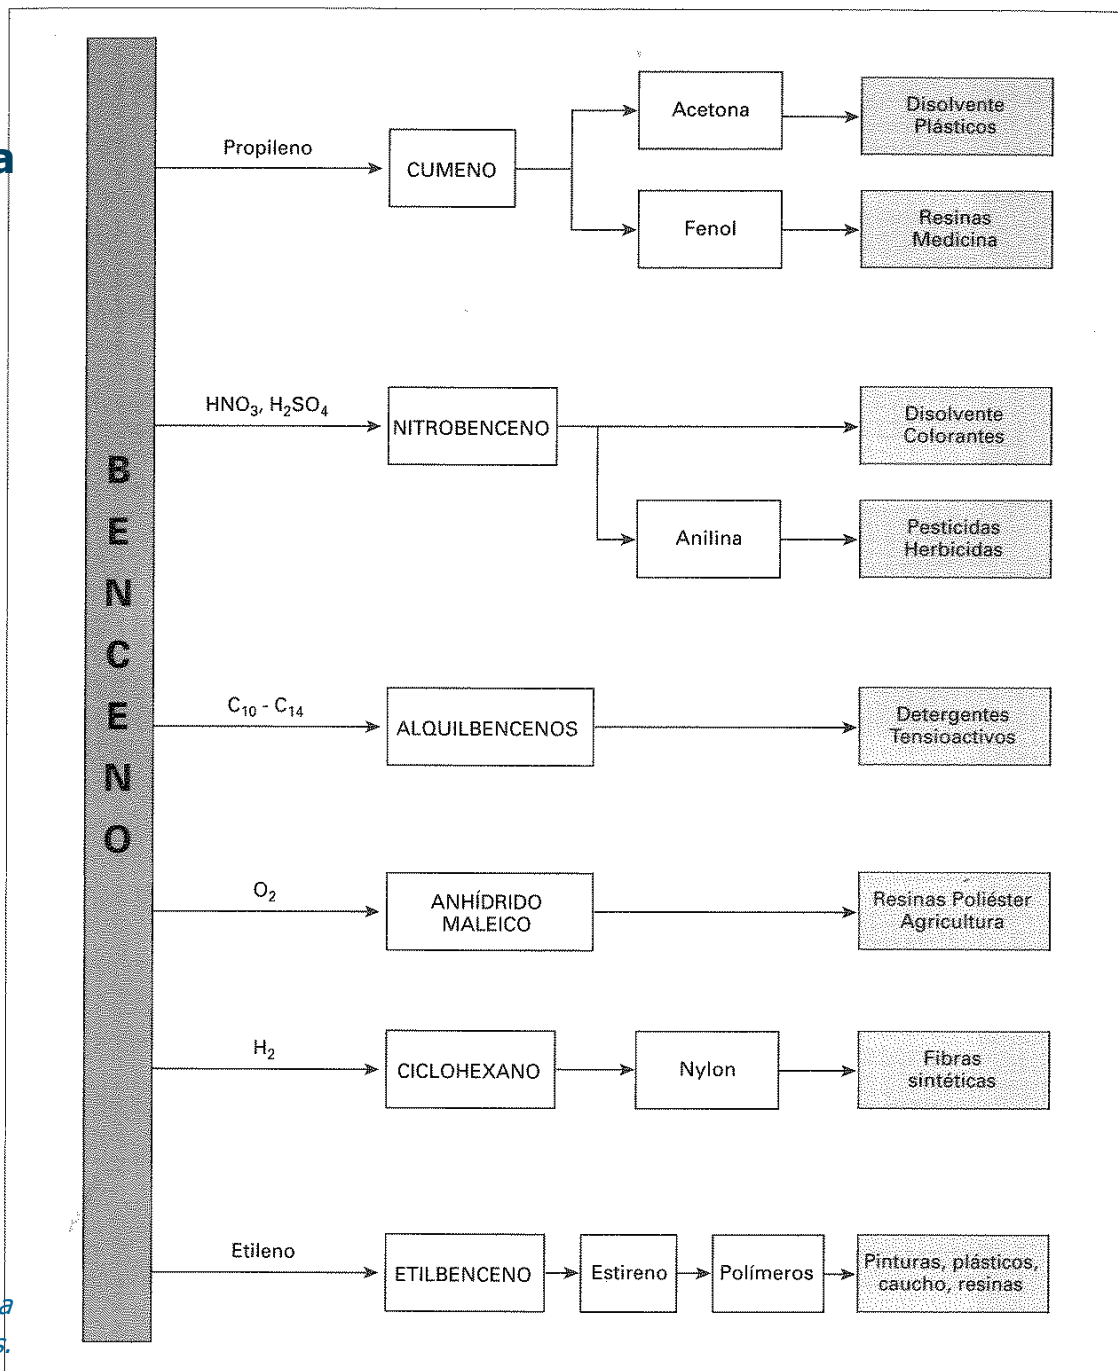 a
BENCENO
Propileno
CUMENO
Acetona
Disolvente
Plásticos
Fenol
Resinas
Medicina
HNO₃, H₂SO₄
NITROBENCENO
Disolvente
Colorantes
Anilina
Pesticidas
Herbicidas
C₁₀ - C₁₄
ALQUILBENCENOS
Detergentes
Tensioactivos
O₂
ANHÍDRIDO
MALEICO
Resinas Poliéster
Agricultura
H₂
CICLOHEXANO
Nylon
Fibras
sintéticas
Etileno
ETILBENCENO
Estireno
Polímeros
Pinturas, plásticos,
caucho, resinas
a
s.